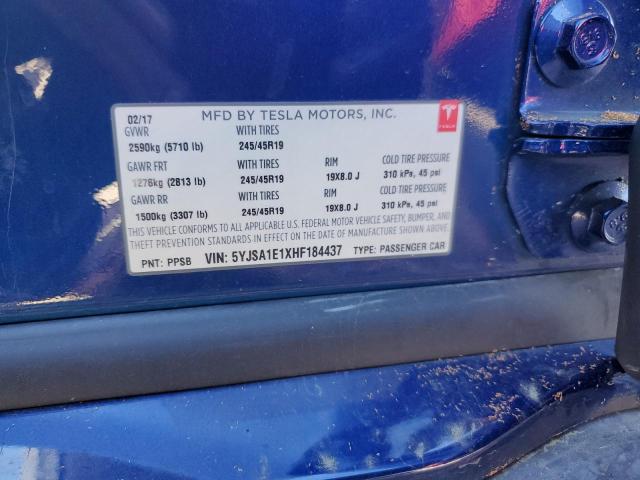 02/17 MFD BY TESLA MOTORS, INC.
GVWR WITH TIRES
2590kg (5710 lb) 245/45R19
GAWR FRT WITH TIRES RIM COLD TIRE PRESSURE
1276kg (2813 lb) 245/45R19 19X8.0 J 310 kPa, 45 psi
GAWR RR WITH TIRES RIM COLD TIRE PRESSURE
1500kg (3307 lb) 245/45R19 19X8.0 J 310 kPa, 45 psi
THIS VEHICLE CONFORMS TO ALL APPLICABLE U.S. FEDERAL MOTOR VEHICLE SAFETY, BUMPER, AND
THEFT PREVENTION STANDARDS IN EFFECT ON THE DATE OF MANUFACTURE SHOWN ABOVE.
PNT: PPSB VIN: 5YJSA1E1XHF184437 TYPE: PASSENGER CAR
TESLA